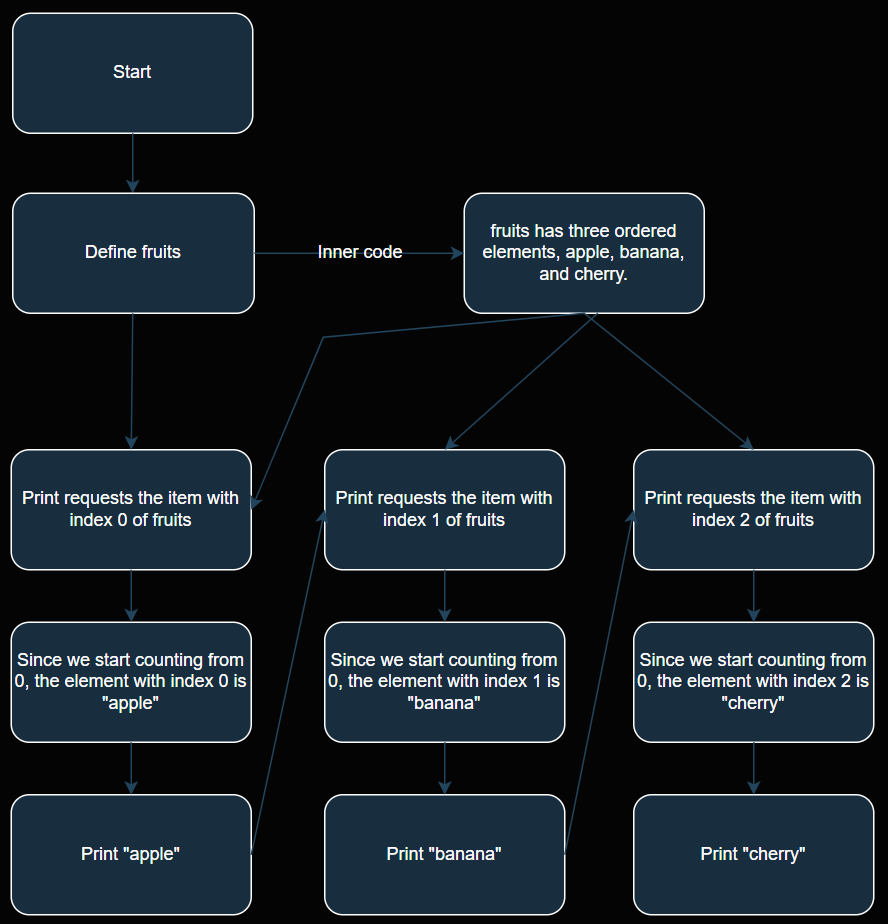 Start
Define fruits
Inner code
fruits has three ordered
elements, apple, banana,
and cherry.
Print requests the item with
index 0 of fruits
Print requests the item with
index 1 of fruits
Print requests the item with
index 2 of fruits
Since we start counting from
0, the element with index 0 is
"apple"
Since we start counting from
0, the element with index 1 is
"banana"
Since we start counting from
0, the element with index 2 is
"cherry"
Print "apple"
Print "banana"
Print "cherry"